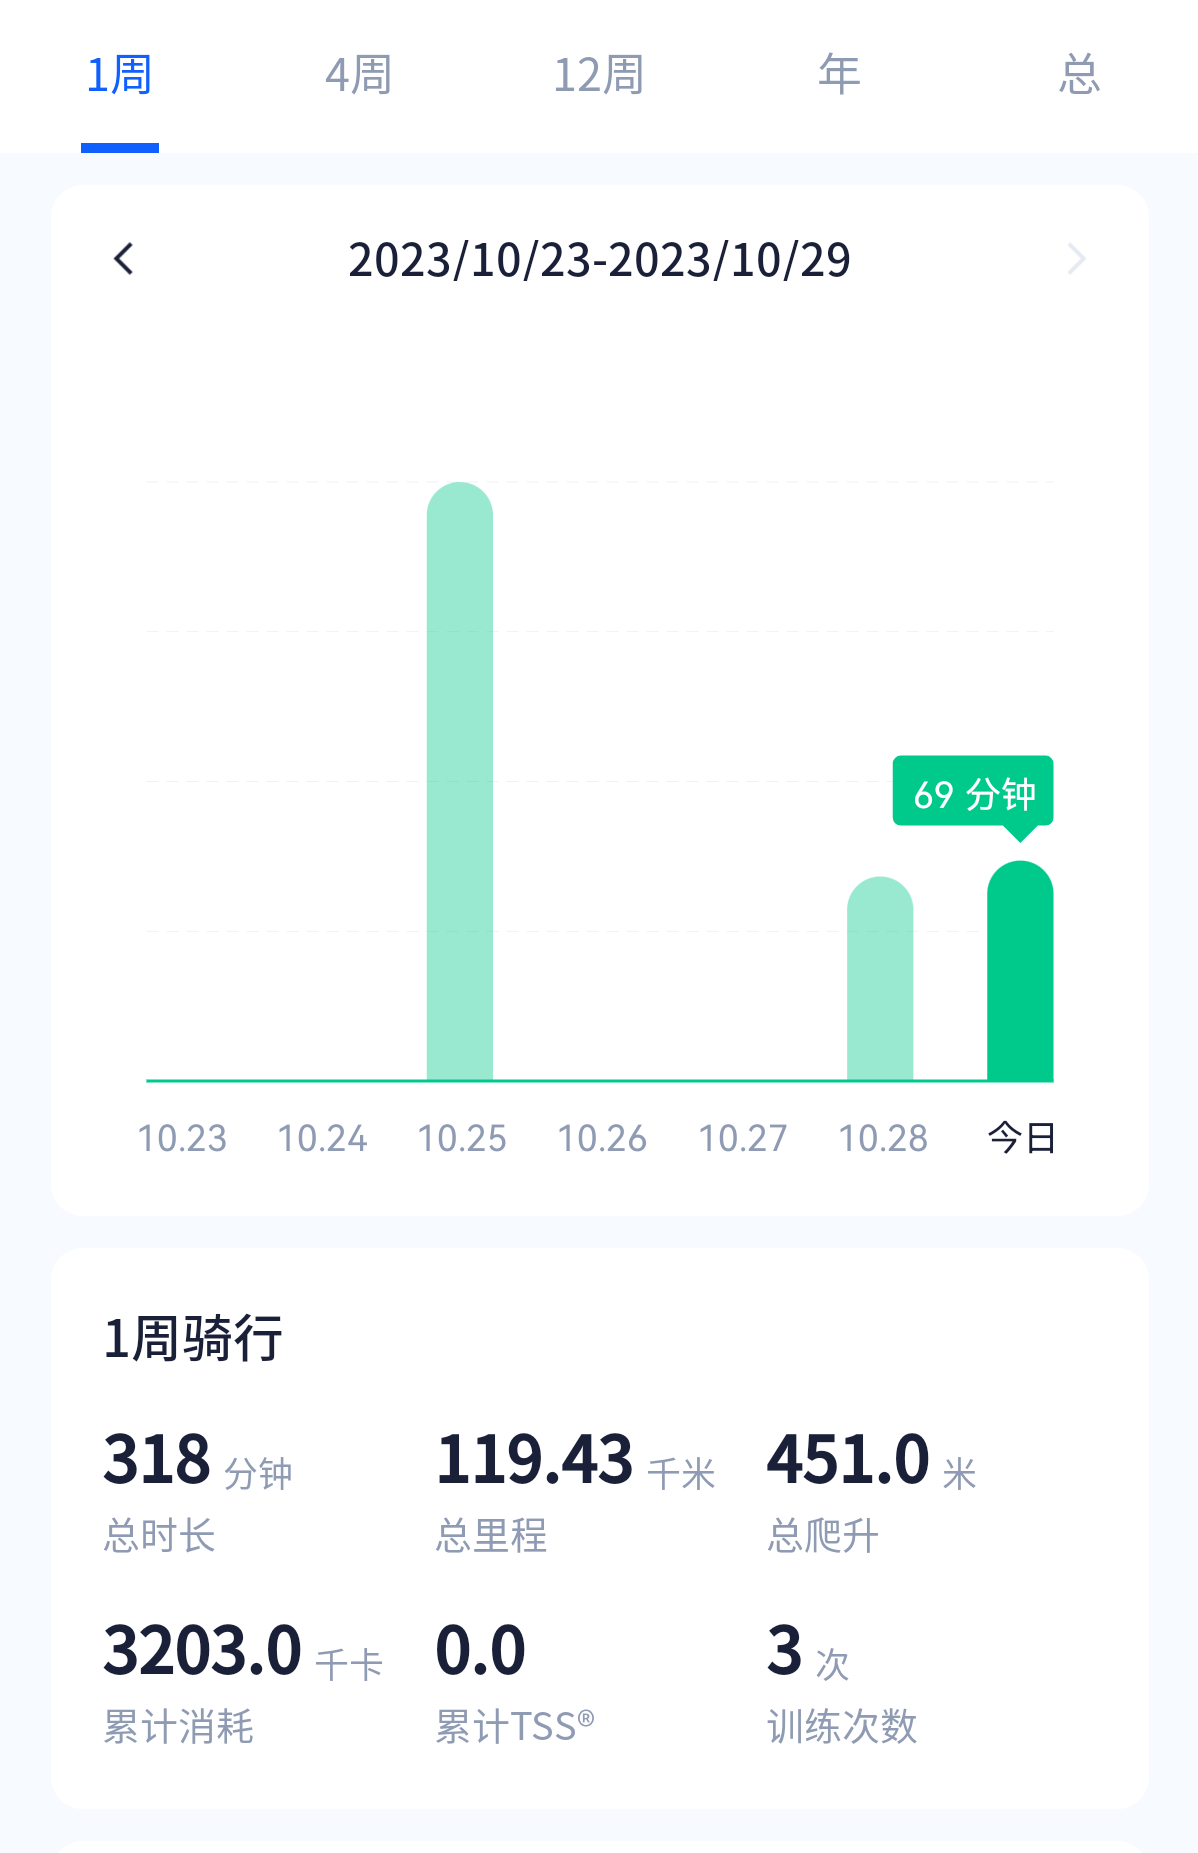 1周 4周 12周 年 总
2023/10/23-2023/10/29
69 分钟
10.23 10.24 10.25 10.26 10.27 10.28 今日
1周骑行
318 分钟 119.43 千米 451.0 米
总时长 总里程 总爬升
3203.0 千卡 0.0 3 次
累计消耗 累计TSS® 训练次数